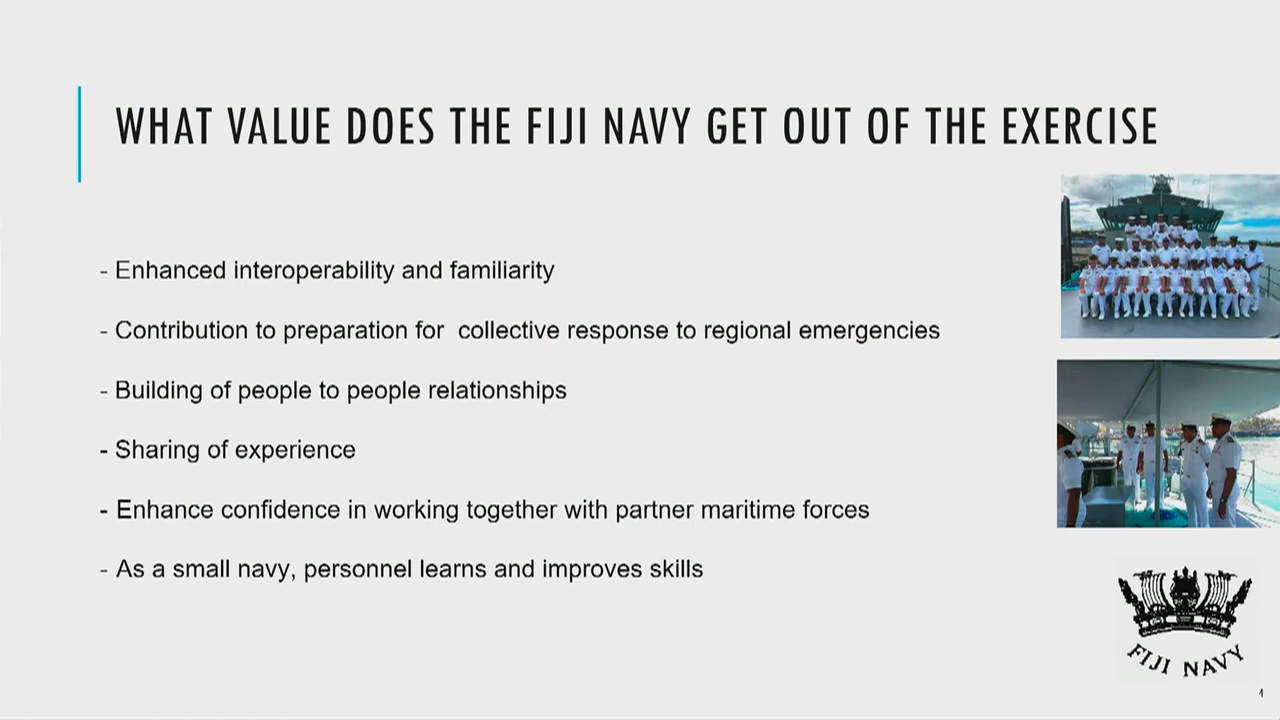 WHAT VALUE DOES THE FIJI NAVY GET OUT OF THE EXERCISE
- Enhanced interoperability and familiarity
- Contribution to preparation for  collective response to regional emergencies
- Building of people to people relationships
- Sharing of experience
- Enhance confidence in working together with partner maritime forces
- As a small navy, personnel learns and improves skills
FIJI NAVY